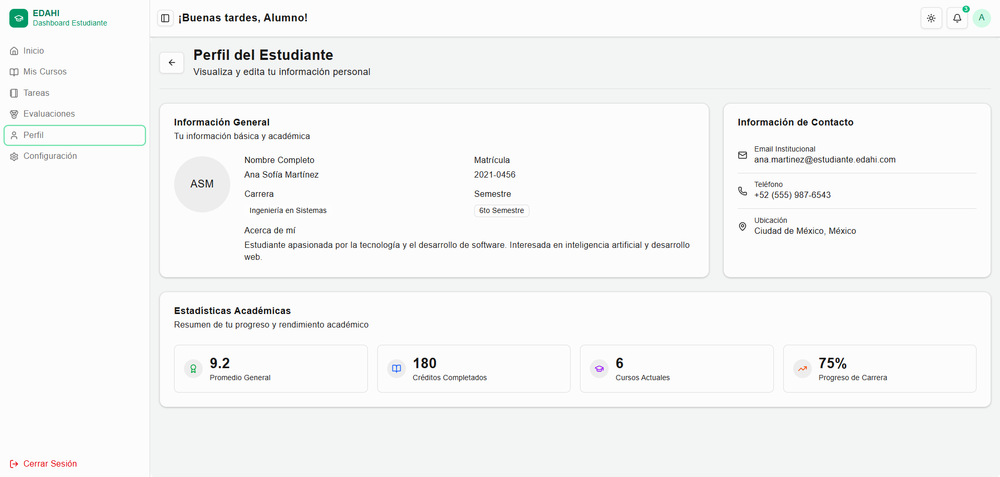 EDAHI
Dashboard Estudiante
Inicio
Mis Cursos
Tareas
Evaluaciones
Perfil
Configuración
Cerrar Sesión
¡Buenas tardes, Alumno!
3
A
Perfil del Estudiante
Visualiza y edita tu información personal
Información General
Tu información básica y académica
ASM
Nombre Completo
Ana Sofía Martínez
Matrícula
2021-0456
Carrera
Ingeniería en Sistemas
Semestre
6to Semestre
Acerca de mí
Estudiante apasionada por la tecnología y el desarrollo de software. Interesada en inteligencia artificial y desarrollo
web.
Información de Contacto
Email Institucional
ana.martinez@estudiante.edahi.com
Teléfono
+52 (555) 987-6543
Ubicación
Ciudad de México, México
Estadísticas Académicas
Resumen de tu progreso y rendimiento académico
9.2
Promedio General
180
Créditos Completados
6
Cursos Actuales
75%
Progreso de Carrera